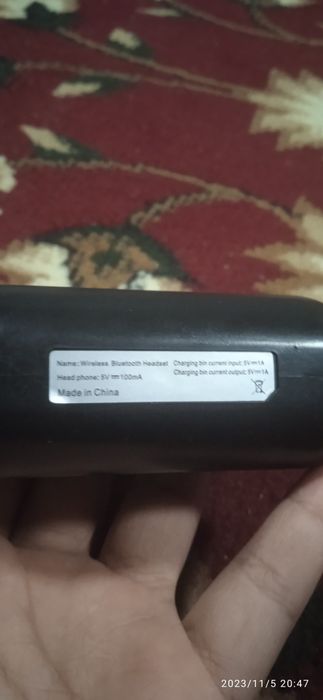 Name: Wireless Bluetooth Headset
Head phone: 5V⎓100mA
Made in China
Charging bin current input: 5V⎓1A
Charging bin current output: 5V⎓1A
2023/11/5 20:47